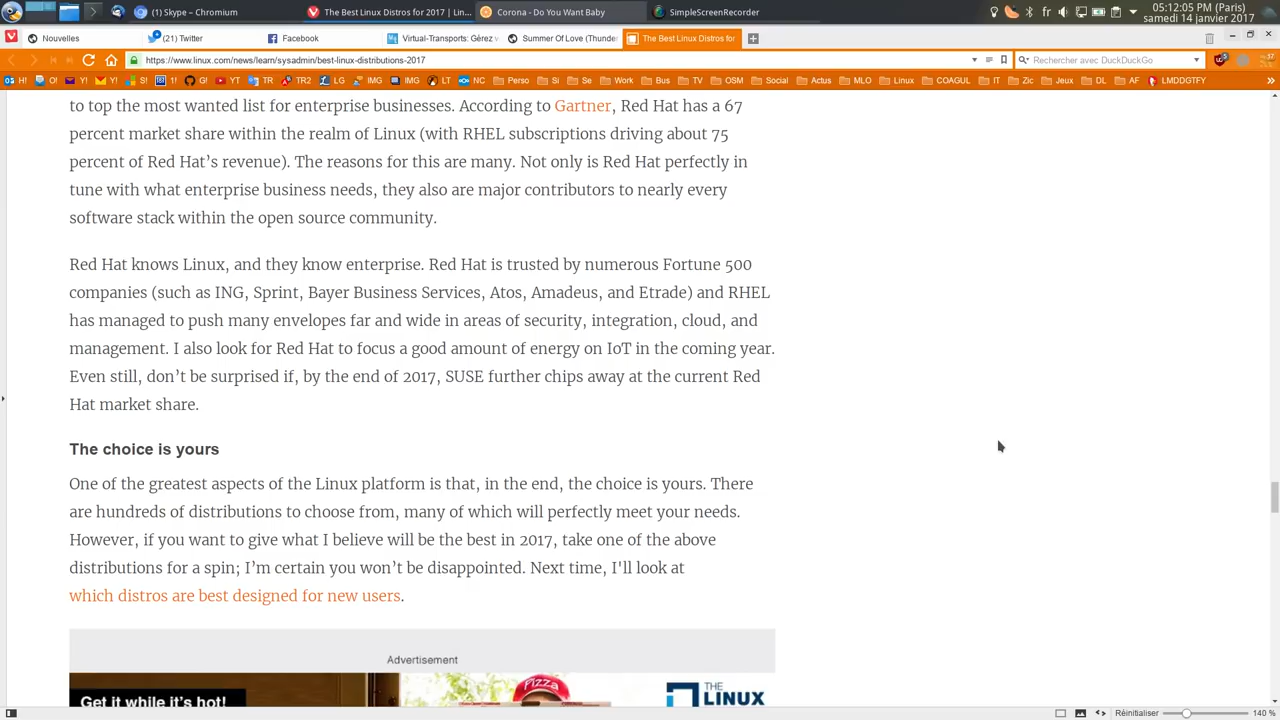 (1) Skype – Chromium
The Best Linux Distros for 2017 | Lin...
Corona - Do You Want Baby
SimpleScreenRecorder
fr
5:12:05 PM (Paris)
samedi 14 janvier 2017
Nouvelles
(21) Twitter
Facebook
Virtual-Transports: Gérez v
Summer Of Love (Thunde
The Best Linux Distros for
https://www.linux.com/news/learn/sysadmin/best-linux-distributions-2017
Rechercher avec DuckDuckGo
H! O! Y! Y! S! 1! G! YT TR TR2 LG IMG IMG LT NC Perso Si Se Work Bus TV OSM Social Actus MLO Linux COAGUL IT Jeux DL AF LMDDGTFY
to top the most wanted list for enterprise businesses. According to Gartner, Red Hat has a 67
percent market share within the realm of Linux (with RHEL subscriptions driving about 75
percent of Red Hat’s revenue). The reasons for this are many. Not only is Red Hat perfectly in
tune with what enterprise business needs, they also are major contributors to nearly every
software stack within the open source community.
Red Hat knows Linux, and they know enterprise. Red Hat is trusted by numerous Fortune 500
companies (such as ING, Sprint, Bayer Business Services, Atos, Amadeus, and Etrade) and RHEL
has managed to push many envelopes far and wide in areas of security, integration, cloud, and
management. I also look for Red Hat to focus a good amount of energy on IoT in the coming year.
Even still, don’t be surprised if, by the end of 2017, SUSE further chips away at the current Red
Hat market share.
The choice is yours
One of the greatest aspects of the Linux platform is that, in the end, the choice is yours. There
are hundreds of distributions to choose from, many of which will perfectly meet your needs.
However, if you want to give what I believe will be the best in 2017, take one of the above
distributions for a spin; I’m certain you won’t be disappointed. Next time, I'll look at
which distros are best designed for new users.
Advertisement
Get it while it's hot!
Pizza
THE
LINUX
Réinitialiser
140 %